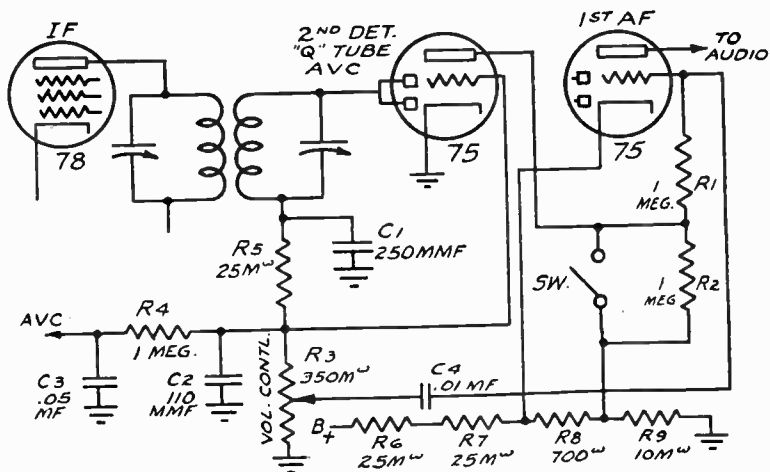 IF
78
2ND DET.
"Q" TUBE
AVC
75
1ST AF
75
TO
AUDIO
R1
1
MEG.
R2
1
MEG
SW.
C1
250MMF
R5
25Mω
AVC
R4
1 MEG.
C3
.05
MF
C2
110
MMF
VOL. CONTL.
R3
350Mω
C4
.01 MF
B+
R6
25Mω
R7
25Mω
R8
700ω
R9
10Mω